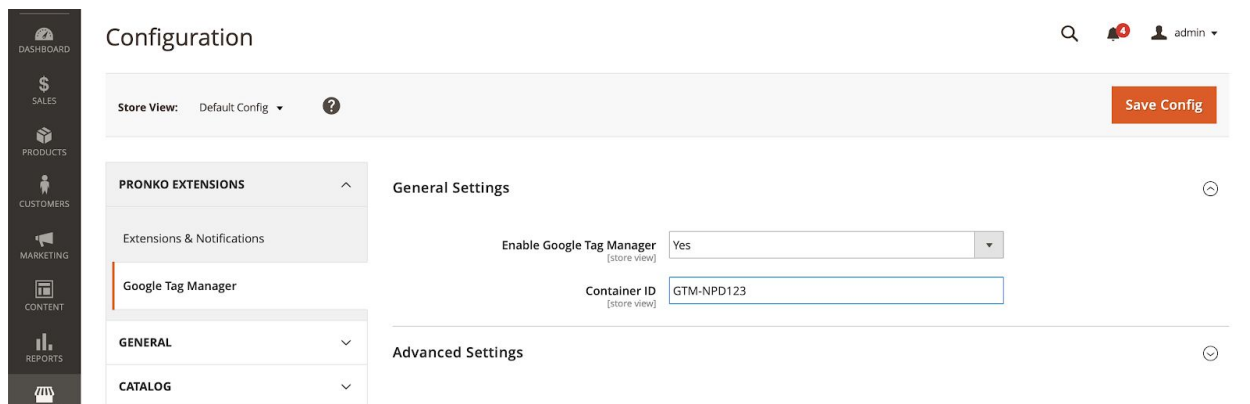 DASHBOARD
$
SALES
PRODUCTS
CUSTOMERS
MARKETING
CONTENT
REPORTS
Configuration
4
admin
Store View: Default Config ?
Save Config
PRONKO EXTENSIONS
Extensions & Notifications
Google Tag Manager
GENERAL
CATALOG
General Settings
Enable Google Tag Manager Yes
[store view]
Container ID GTM-NPD123
[store view]
Advanced Settings